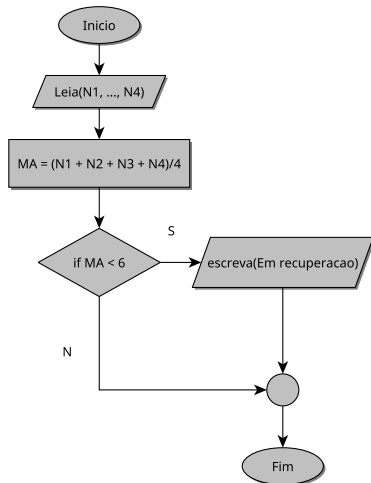 Inicio
Leia(N1, ..., N4)
MA = (N1 + N2 + N3 + N4)/4
S
if MA < 6
escreva(Em recuperacao)
N
Fim